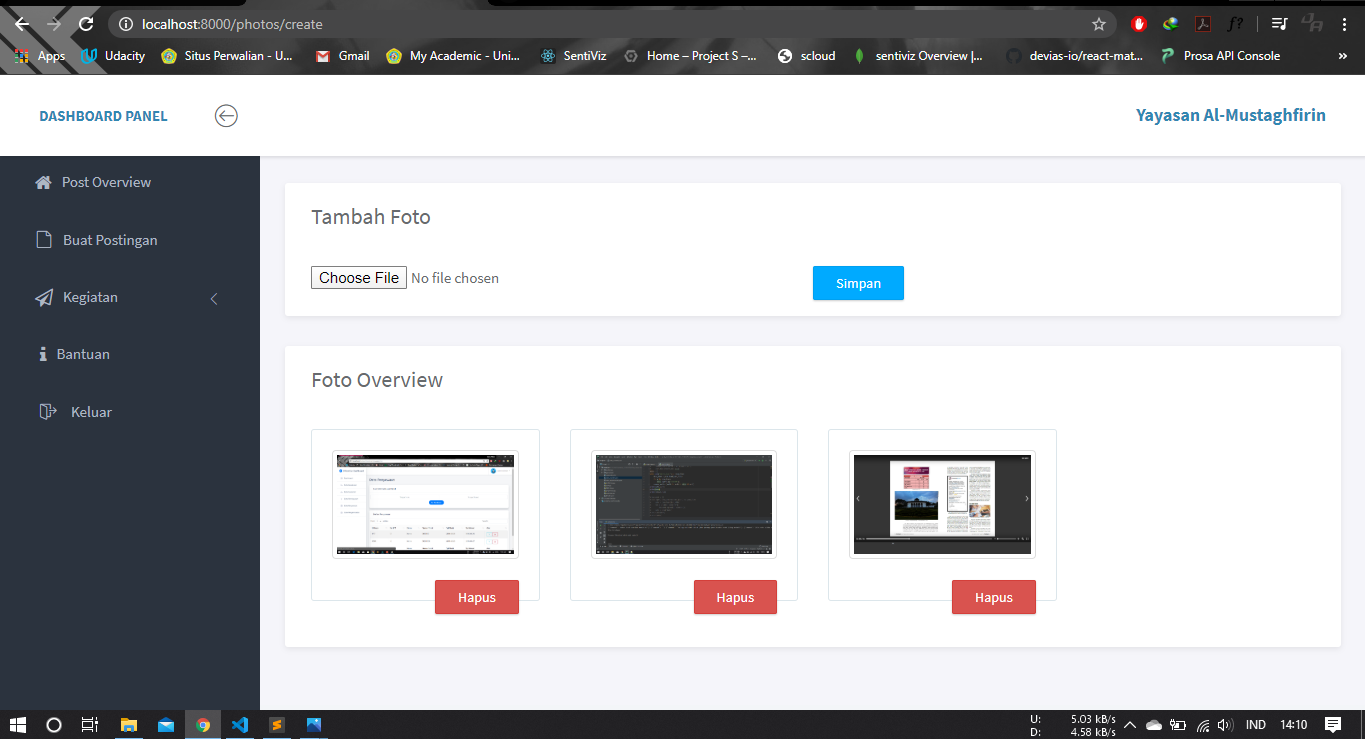 localhost:8000/photos/create
Apps Udacity Situs Perwalian - U... Gmail My Academic - Uni... SentiViz Home – Project S –... scloud sentiviz Overview |... devias-io/react-mat... Prosa API Console »
DASHBOARD PANEL
Yayasan Al-Mustaghfirin
Post Overview
Buat Postingan
Kegiatan
Bantuan
Keluar
Tambah Foto
Choose File No file chosen
Simpan
Foto Overview
Hapus Hapus Hapus
U: 5.03 kB/s
D: 4.58 kB/s
IND 14:10